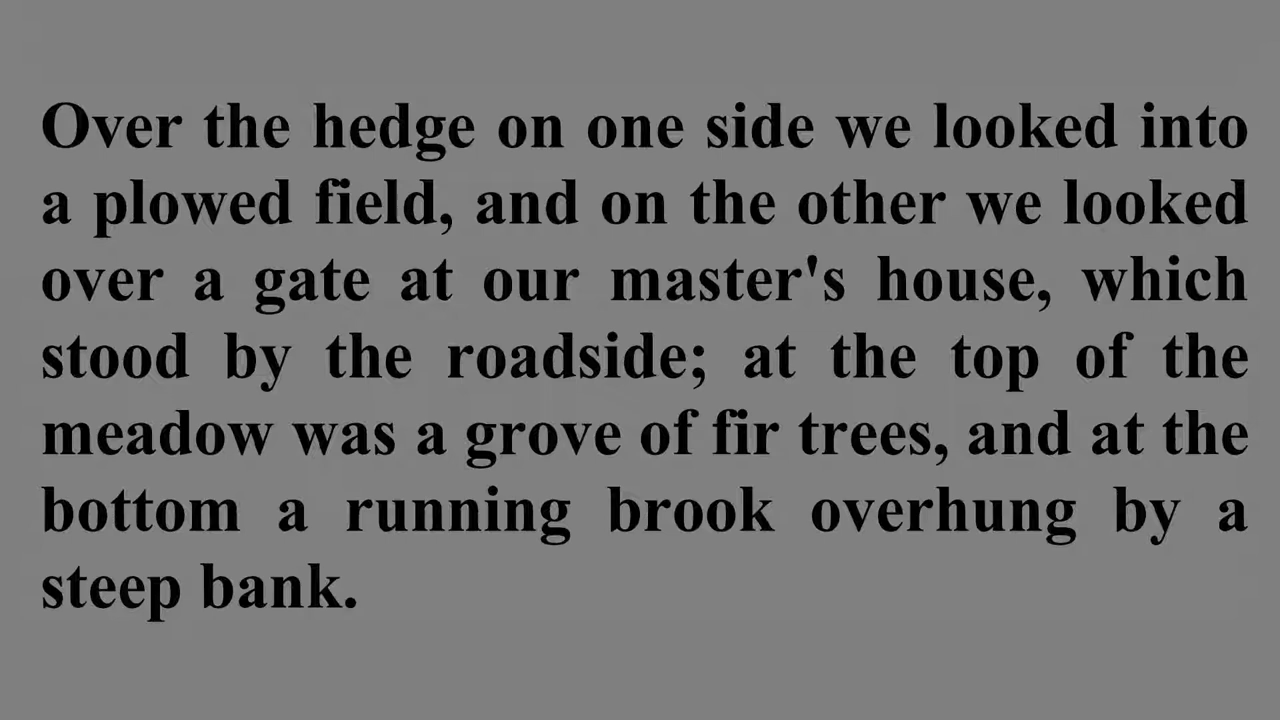 Over the hedge on one side we looked into
a plowed field, and on the other we looked
over a gate at our master's house, which
stood by the roadside; at the top of the
meadow was a grove of fir trees, and at the
bottom a running brook overhung by a
steep bank.